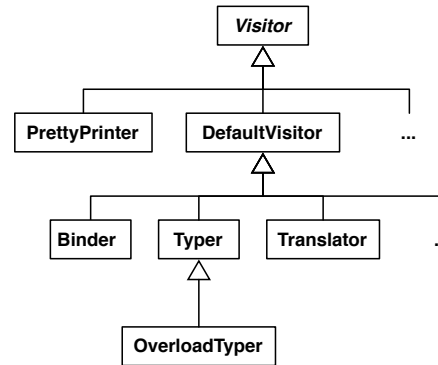 Visitor
PrettyPrinter DefaultVisitor ...
Binder Typer Translator .
OverloadTyper